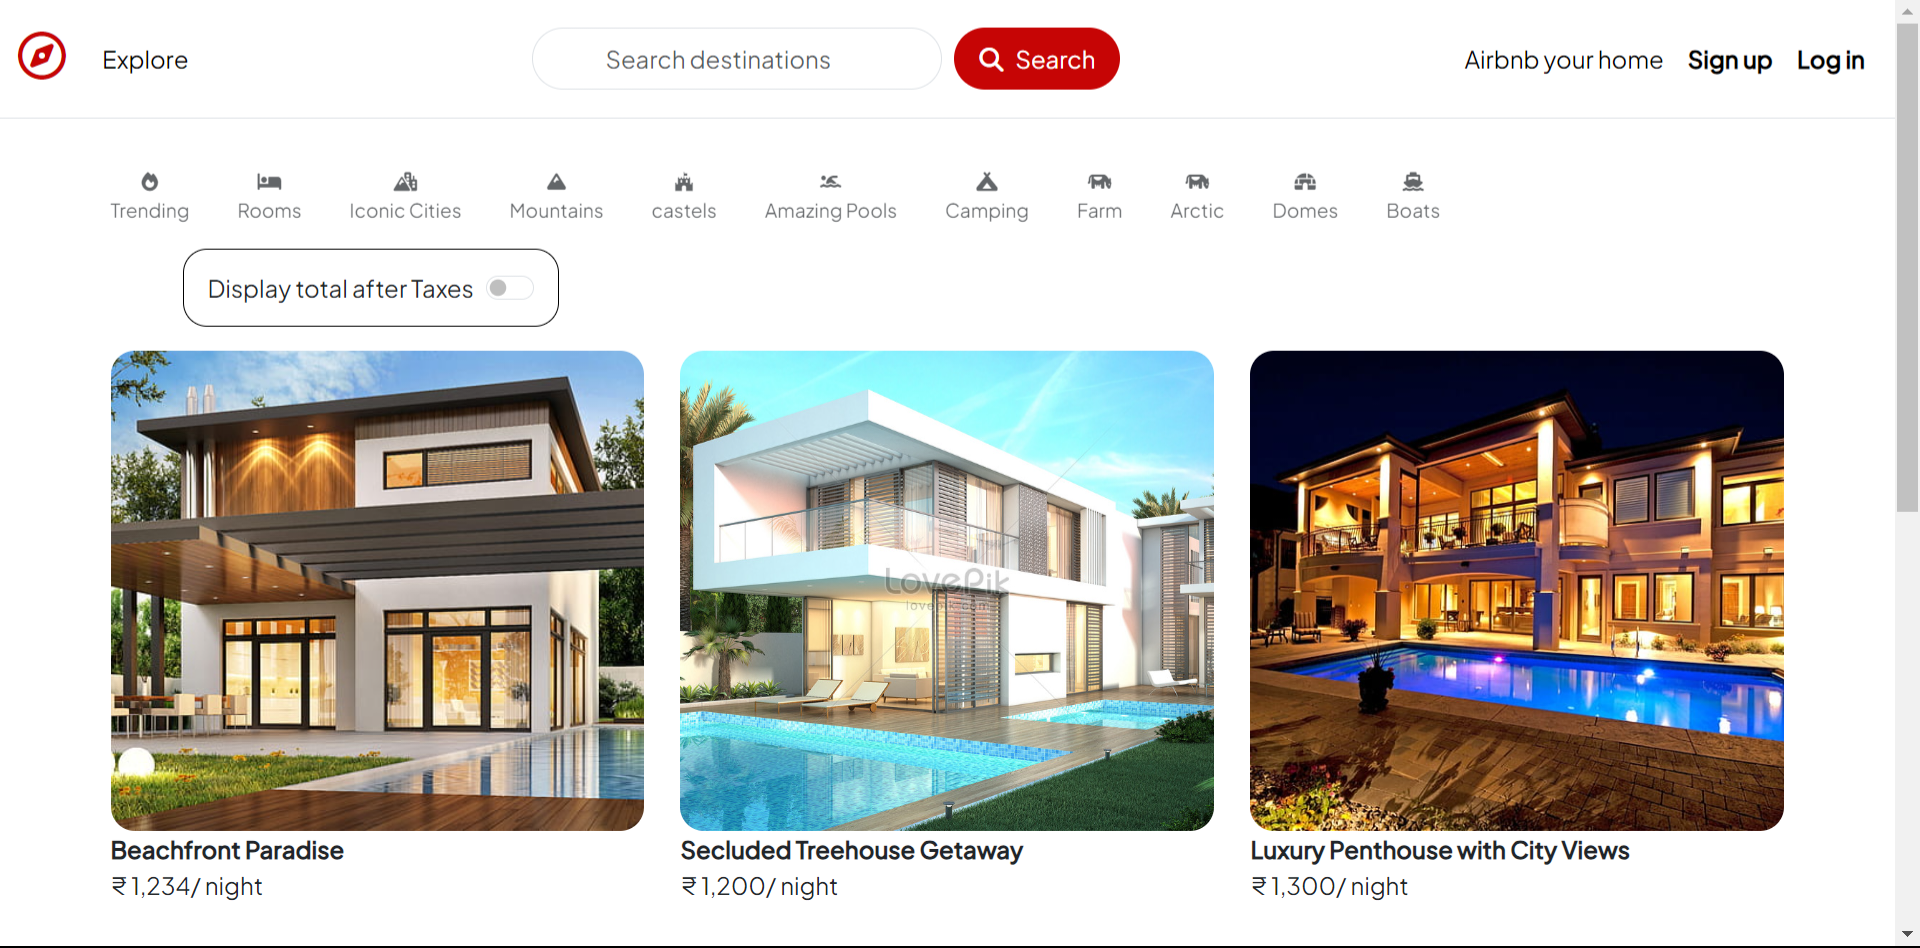 Explore
Search destinations
Search
Airbnb your home
Sign up
Log in
Trending
Rooms
Iconic Cities
Mountains
castels
Amazing Pools
Camping
Farm
Arctic
Domes
Boats
Display total after Taxes
LovePik
lovepik.com
Beachfront Paradise
₹ 1,234/ night
Secluded Treehouse Getaway
₹ 1,200/ night
Luxury Penthouse with City Views
₹ 1,300/ night